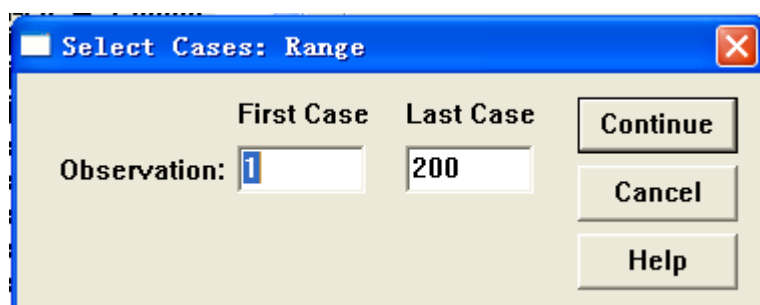 Select Cases: Range
First Case Last Case
Observation: 1 200
Continue
Cancel
Help